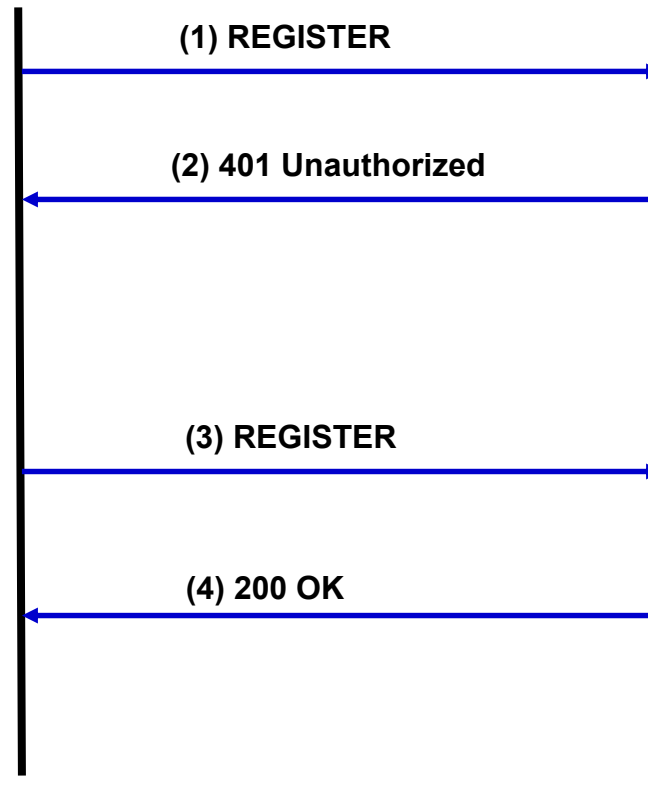 (1) REGISTER
(2) 401 Unauthorized
(3) REGISTER
(4) 200 OK